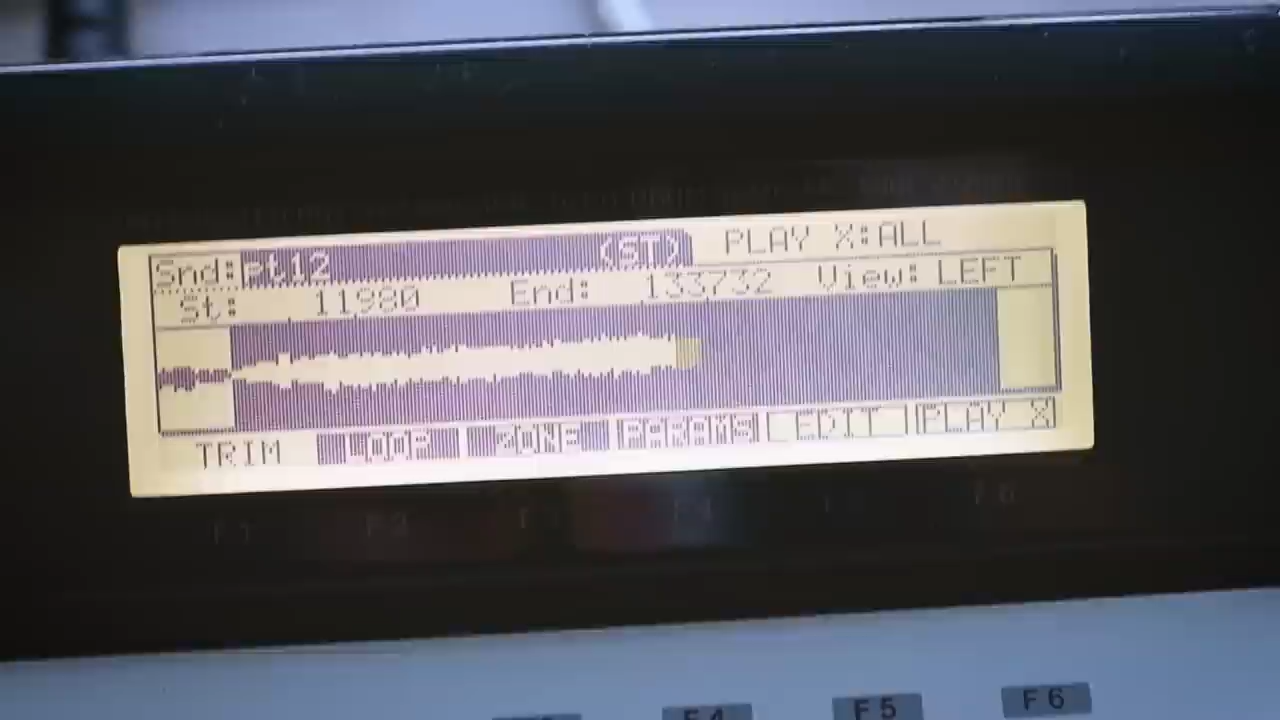 Snd:pt12 (ST) PLAY X:ALL
St: 11980 End: 133732 View:LEFT
TRIM LOOP ZONE PARAMS EDIT PLAY X
F4 F5 F6